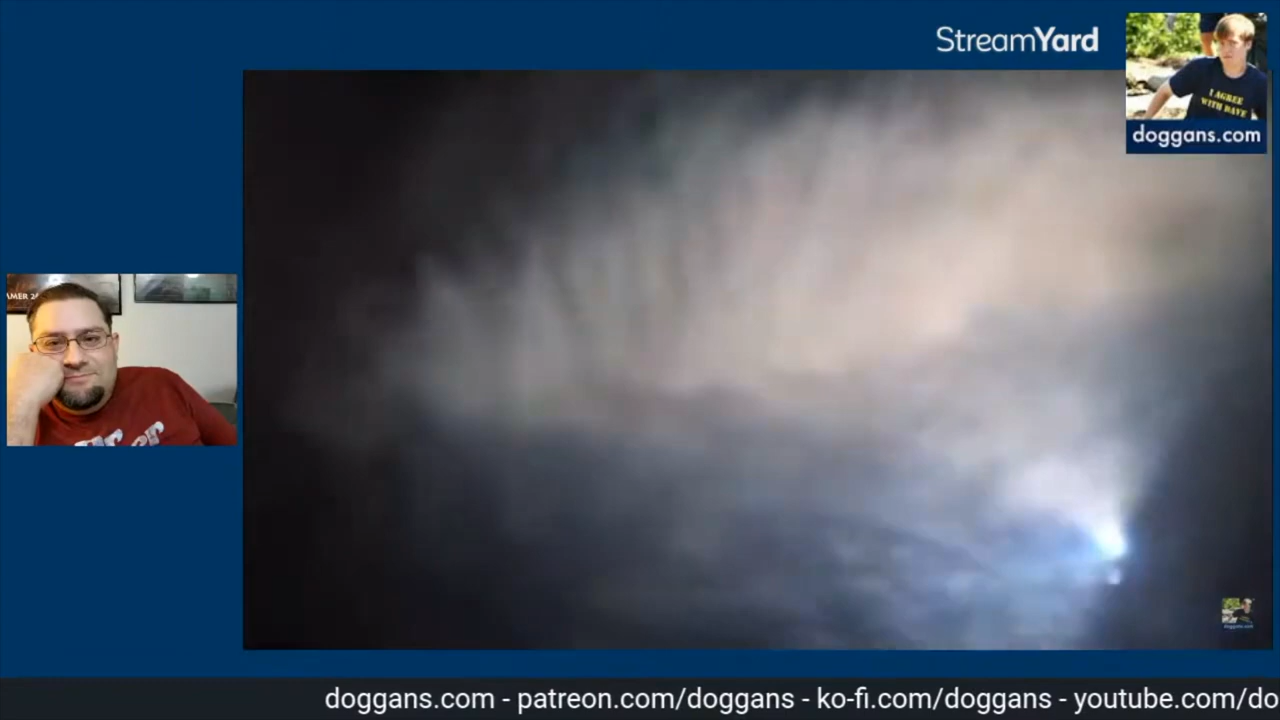 StreamYard
I AGREE
WITH DAVE
doggans.com
doggans.com - patreon.com/doggans - ko-fi.com/doggans - youtube.com/do